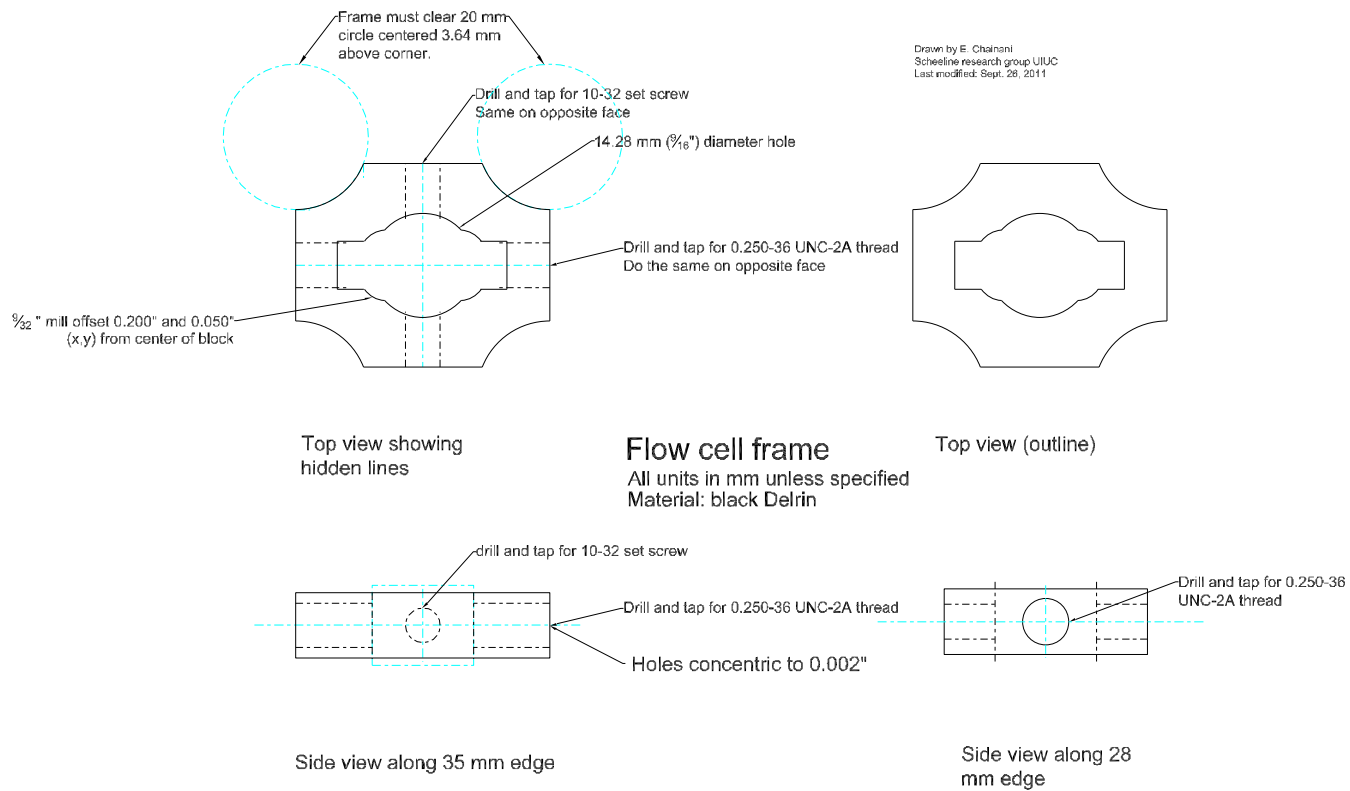 Frame must clear 20 mm
circle centered 3.64 mm
above corner.
Drawn by E. Chainani
Scheeline research group UIUC
Last modified: Sept. 26, 2011
Drill and tap for 10-32 set screw
Same on opposite face
14.28 mm (9/16") diameter hole
Drill and tap for 0.250-36 UNC-2A thread
Do the same on opposite face
9/32 " mill offset 0.200" and 0.050"
(x,y) from center of block
Top view showing
hidden lines
Flow cell frame
All units in mm unless specified
Material: black Delrin
Top view (outline)
drill and tap for 10-32 set screw
Drill and tap for 0.250-36 UNC-2A thread
Holes concentric to 0.002"
Drill and tap for 0.250-36
UNC-2A thread
Side view along 35 mm edge
Side view along 28
mm edge